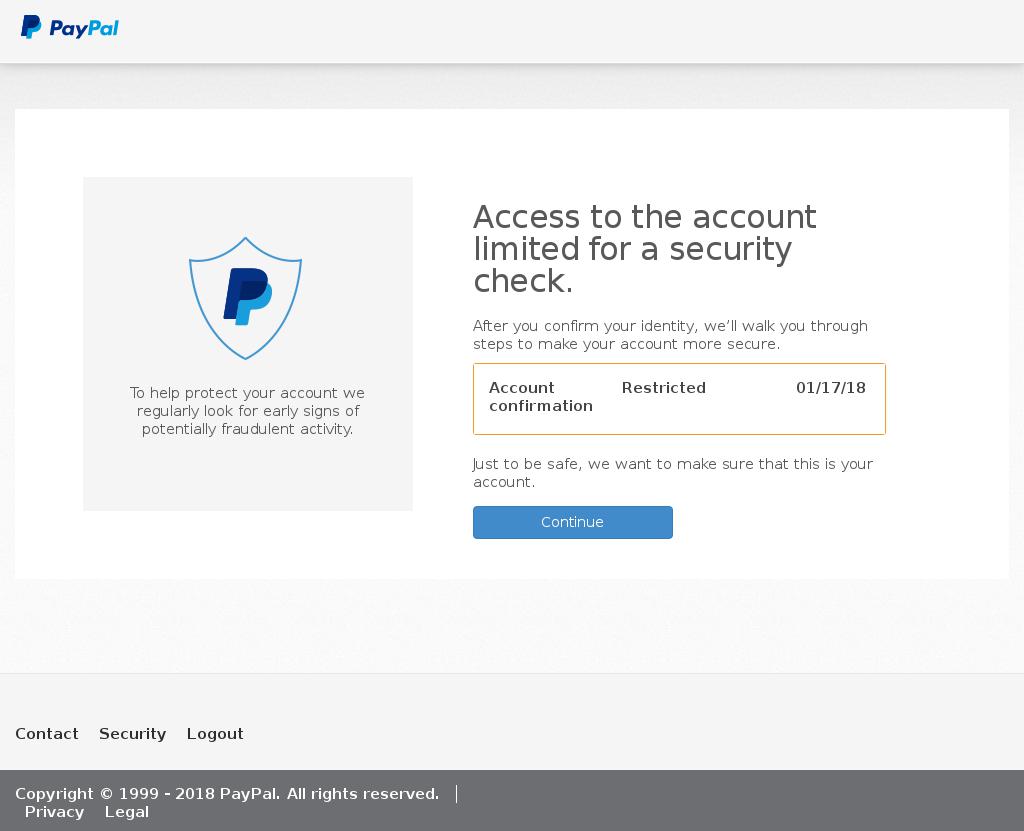 PayPal
To help protect your account we
regularly look for early signs of
potentially fraudulent activity.
Access to the account
limited for a security
check.
After you confirm your identity, we’ll walk you through
steps to make your account more secure.
Account confirmation
Restricted
01/17/18
Just to be safe, we want to make sure that this is your
account.
Continue
Contact Security Logout
Copyright © 1999 - 2018 PayPal. All rights reserved. |
Privacy Legal